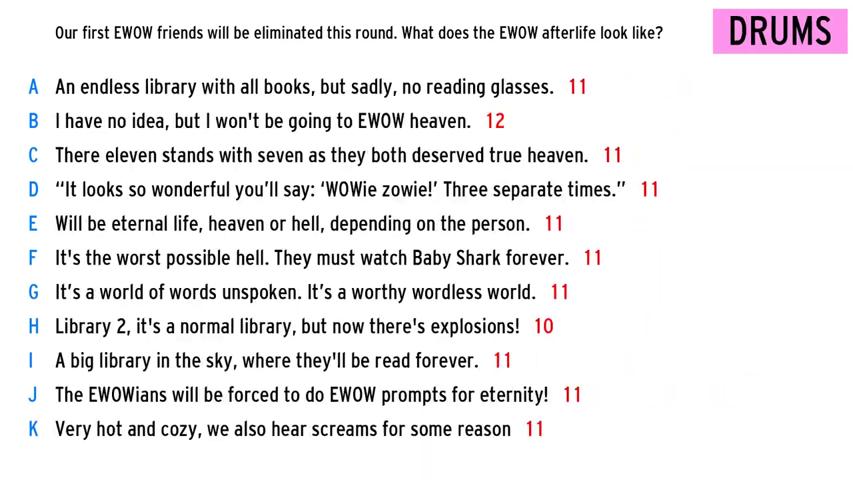 Our first EWOW friends will be eliminated this round. What does the EWOW afterlife look like?
DRUMS
A An endless library with all books, but sadly, no reading glasses. 11
B I have no idea, but I won't be going to EWOW heaven. 12
C There eleven stands with seven as they both deserved true heaven. 11
D “It looks so wonderful you’ll say: ‘WOWie zowie!’ Three separate times.” 11
E Will be eternal life, heaven or hell, depending on the person. 11
F It's the worst possible hell. They must watch Baby Shark forever. 11
G It’s a world of words unspoken. It’s a worthy wordless world. 11
H Library 2, it's a normal library, but now there's explosions! 10
I A big library in the sky, where they'll be read forever. 11
J The EWOWians will be forced to do EWOW prompts for eternity! 11
K Very hot and cozy, we also hear screams for some reason 11